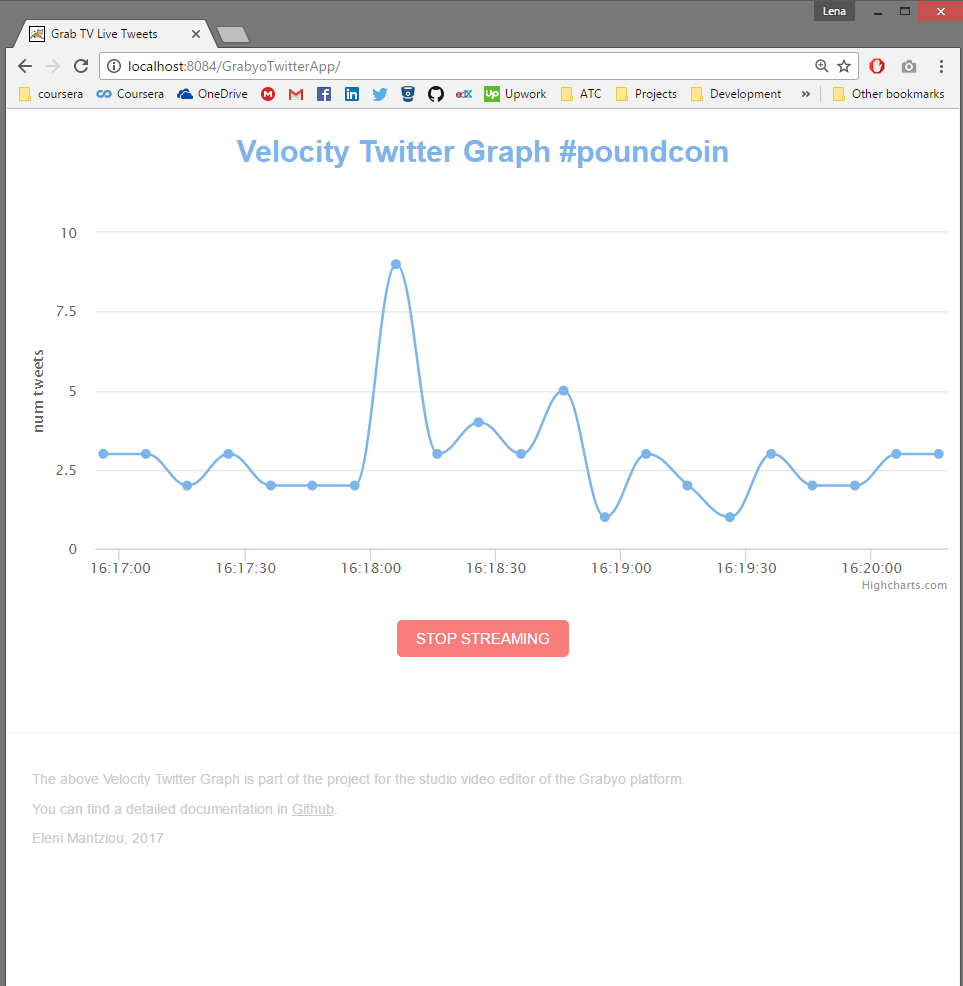 Lena
Grab TV Live Tweets
localhost:8084/GrabyoTwitterApp/
coursera Coursera OneDrive Upwork ATC Projects Development » Other bookmarks
Velocity Twitter Graph #poundcoin
10
7.5
5
2.5
0
num tweets
16:17:00 16:17:30 16:18:00 16:18:30 16:19:00 16:19:30 16:20:00
Highcharts.com
STOP STREAMING
The above Velocity Twitter Graph is part of the project for the studio video editor of the Grabyo platform.
You can find a detailed documentation in Github.
Eleni Mantziou, 2017